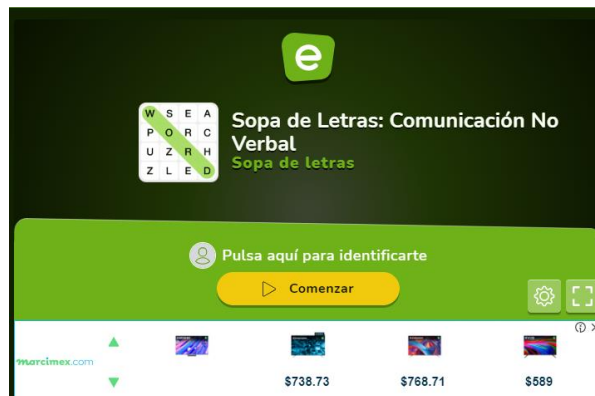 e
W S E A
P O R C
U Z R H
Z L E D
Sopa de Letras: Comunicación No
Verbal
Sopa de letras
Pulsa aquí para identificarte
Comenzar
marcimex.com
$738.73
$768.71
$589